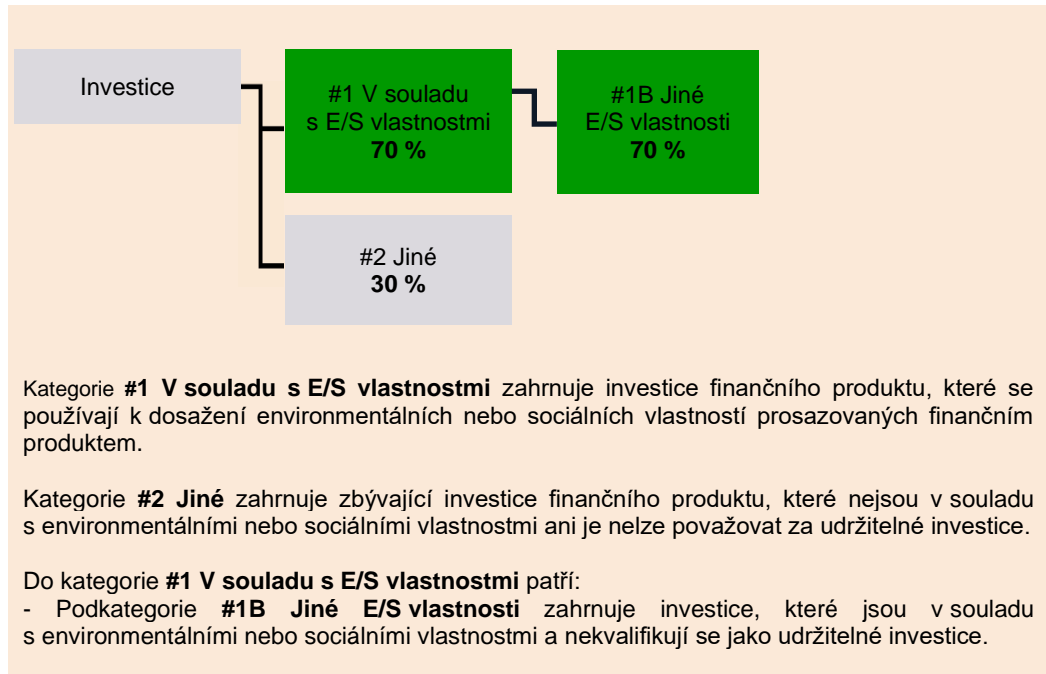 Investice
#1 V souladu
s E/S vlastnostmi
70 %
#1B Jiné
E/S vlastnosti
70 %
#2 Jiné
30 %
Kategorie #1 V souladu s E/S vlastnostmi zahrnuje investice finančního produktu, které se
používají k dosažení environmentálních nebo sociálních vlastností prosazovaných finančním
produktem.
Kategorie #2 Jiné zahrnuje zbývající investice finančního produktu, které nejsou v souladu
s environmentálními nebo sociálními vlastnostmi ani je nelze považovat za udržitelné investice.
Do kategorie #1 V souladu s E/S vlastnostmi patří:
- Podkategorie #1B Jiné E/S vlastnosti zahrnuje investice, které jsou v souladu
s environmentálními nebo sociálními vlastnostmi a nekvalifikují se jako udržitelné investice.